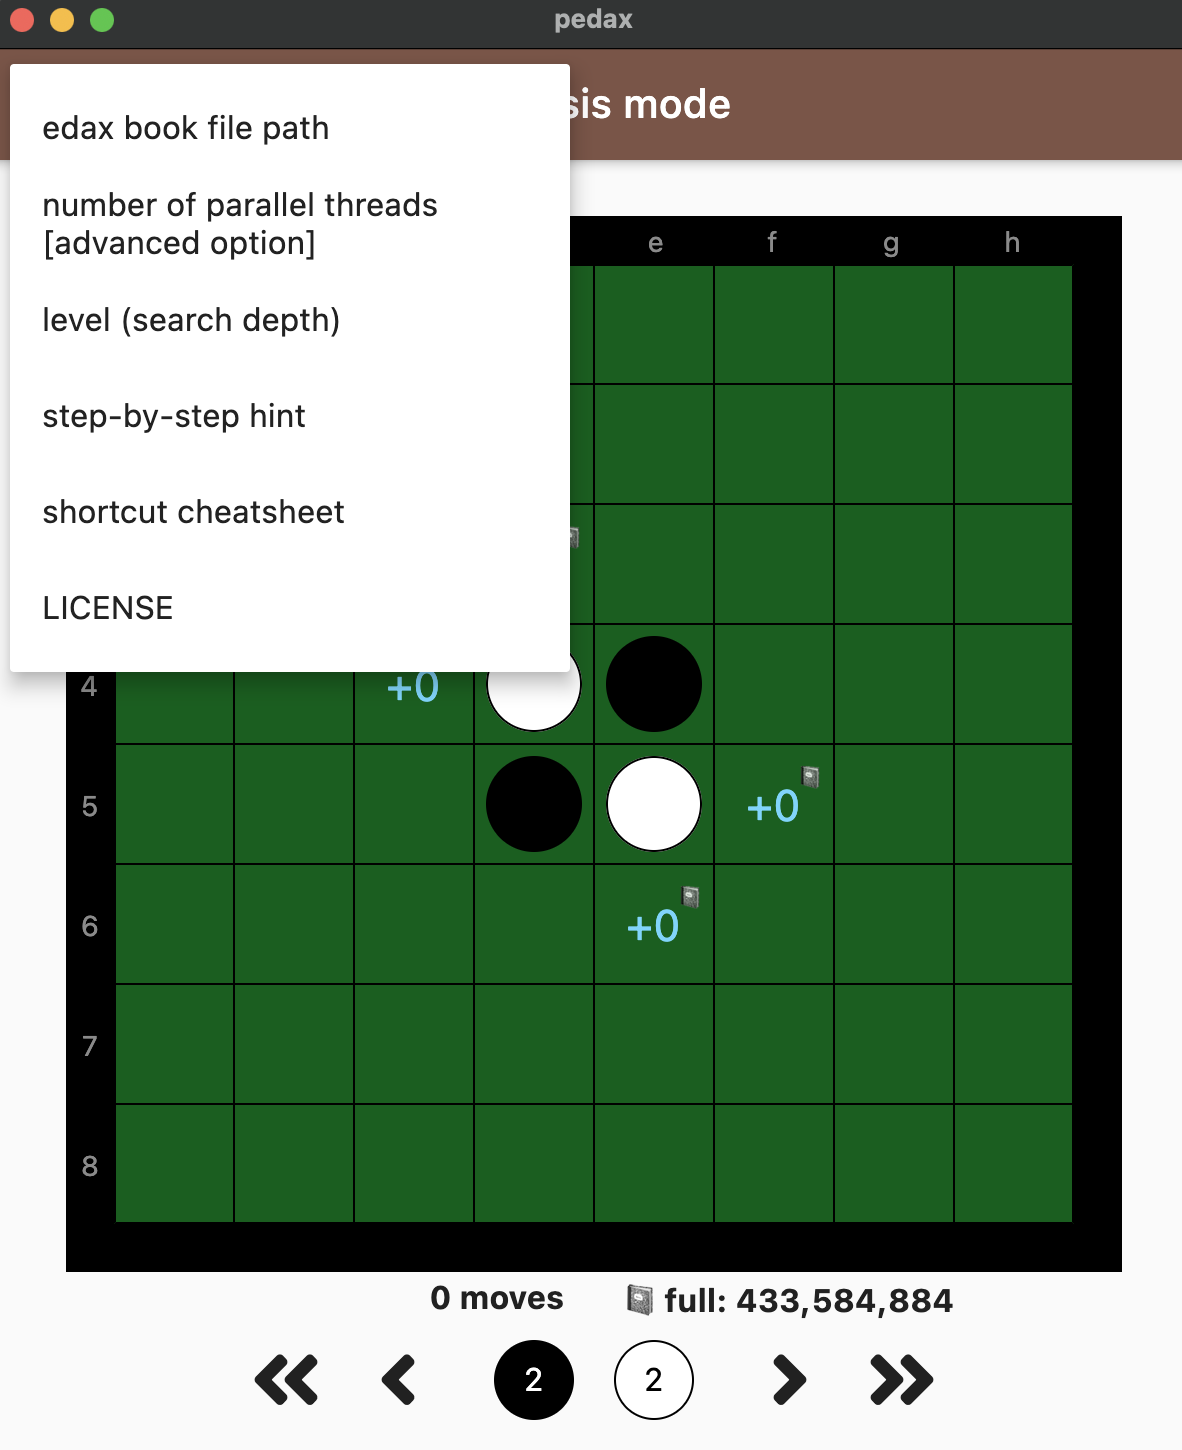 pedax
sis mode
edax book file path
number of parallel threads
[advanced option]
level (search depth)
step-by-step hint
shortcut cheatsheet
LICENSE
e f g h
4 +0
5 +0
6 +0
7
8
0 moves full: 433,584,884
2 2